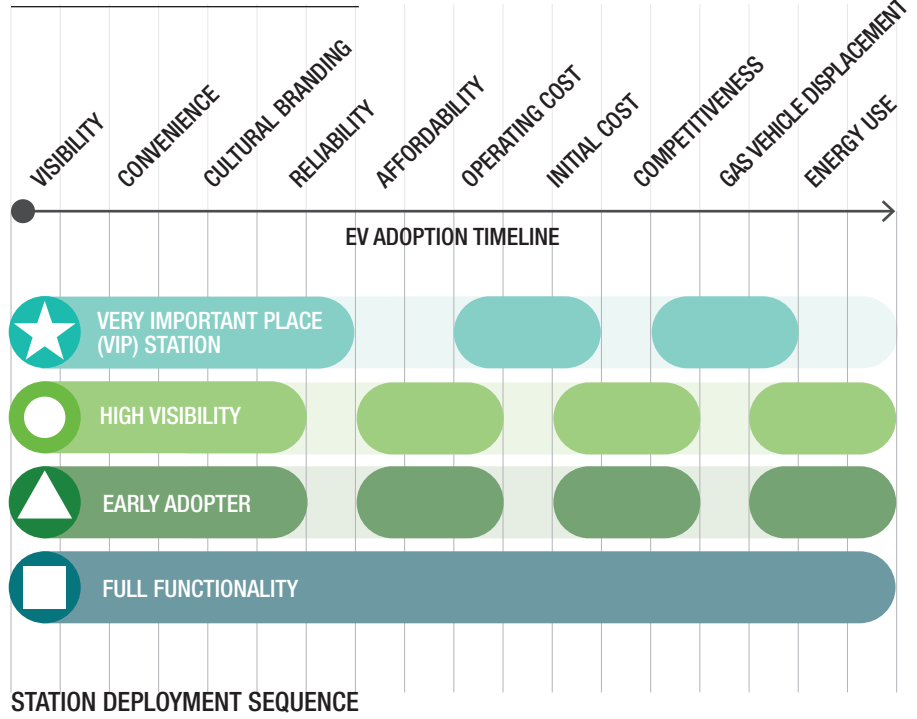 VISIBILITY
CONVENIENCE
CULTURAL BRANDING
RELIABILITY
AFFORDABILITY
OPERATING COST
INITIAL COST
COMPETITIVENESS
GAS VEHICLE DISPLACEMENT
ENERGY USE
EV ADOPTION TIMELINE
VERY IMPORTANT PLACE
(VIP) STATION
HIGH VISIBILITY
EARLY ADOPTER
FULL FUNCTIONALITY
STATION DEPLOYMENT SEQUENCE